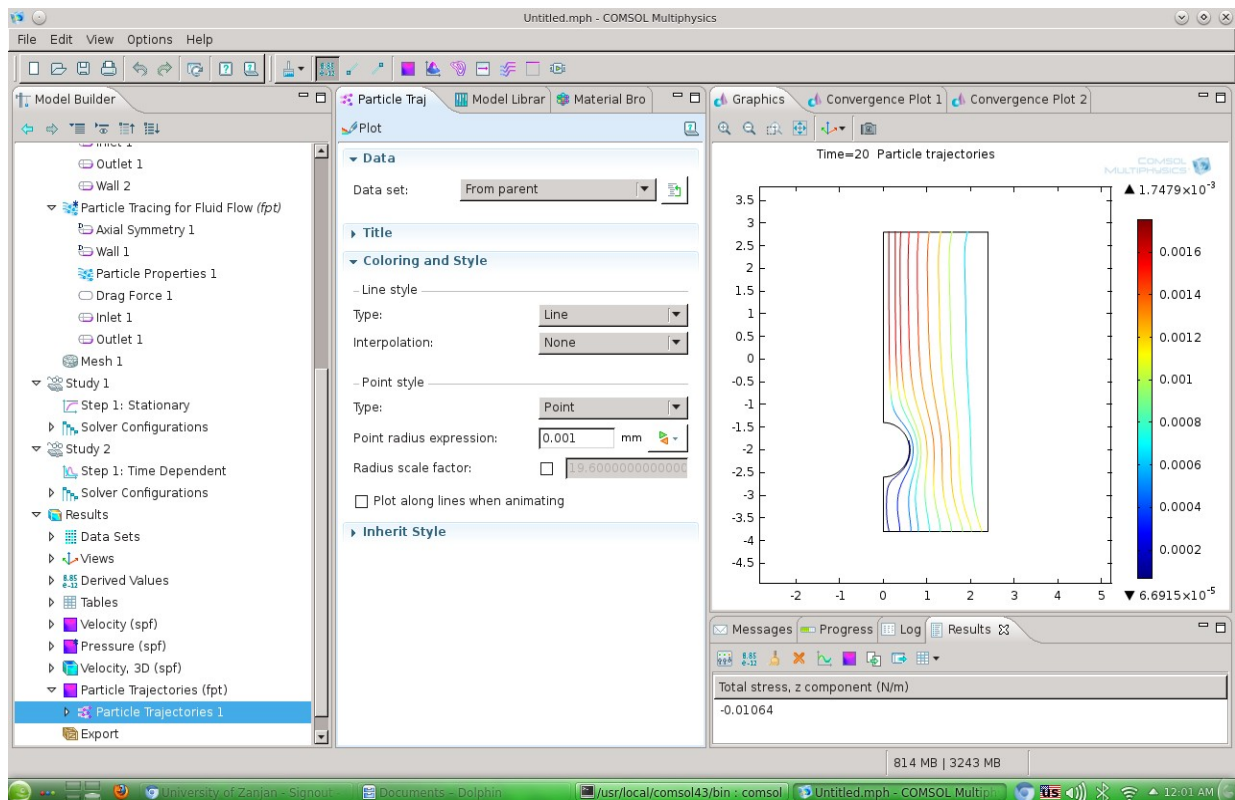 Untitled.mph - COMSOL Multiphysics
File Edit View Options Help
Model Builder
Inlet 1
Outlet 1
Wall 2
Particle Tracing for Fluid Flow (fpt)
Axial Symmetry 1
Wall 1
Particle Properties 1
Drag Force 1
Inlet 1
Outlet 1
Mesh 1
Study 1
Step 1: Stationary
Solver Configurations
Study 2
Step 1: Time Dependent
Solver Configurations
Results
Data Sets
Views
8.85 e-12 Derived Values
Tables
Velocity (spf)
Pressure (spf)
Velocity, 3D (spf)
Particle Trajectories (fpt)
Particle Trajectories 1
Export
Particle Traj Model Librar Material Bro
Plot
Data
Data set: From parent
Title
Coloring and Style
Line style
Type: Line
Interpolation: None
Point style
Type: Point
Point radius expression: 0.001 mm
Radius scale factor: 19.6000000000000
Plot along lines when animating
Inherit Style
Graphics Convergence Plot 1 Convergence Plot 2
Time=20 Particle trajectories
COMSOL
MULTIPHYSICS
▲ 1.7479×10⁻³
3.5
3
2.5
2
1.5
1
0.5
0
-0.5
-1
-1.5
-2
-2.5
-3
-3.5
-4
-4.5
-2 -1 0 1 2 3 4 5
0.0016
0.0014
0.0012
0.001
0.0008
0.0006
0.0004
0.0002
▼ 6.6915×10⁻⁵
Messages Progress Log Results
Total stress, z component (N/m)
-0.01064
814 MB | 3243 MB
University of Zanjan - Signout - Documents - Dolphin /usr/local/comsol43/bin : comsol Untitled.mph - COMSOL Multiph us 12:01 AM